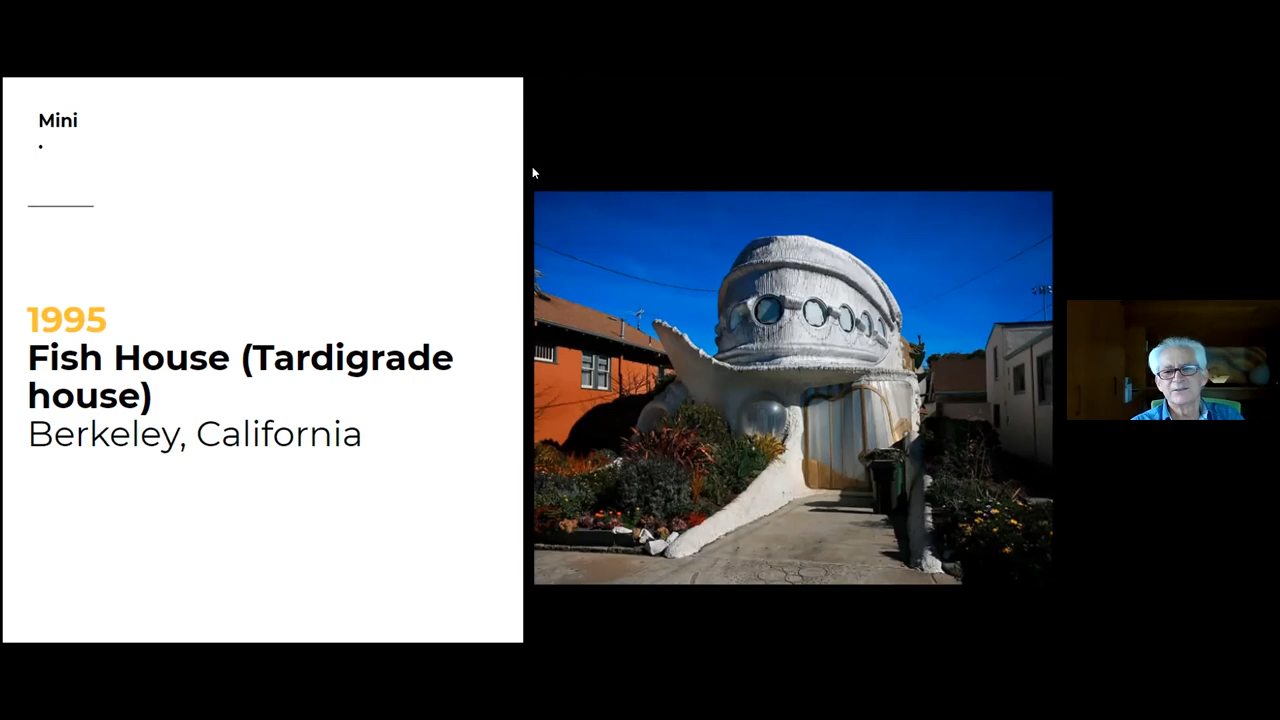 Mini
•
1995
Fish House (Tardigrade
house)
Berkeley, California